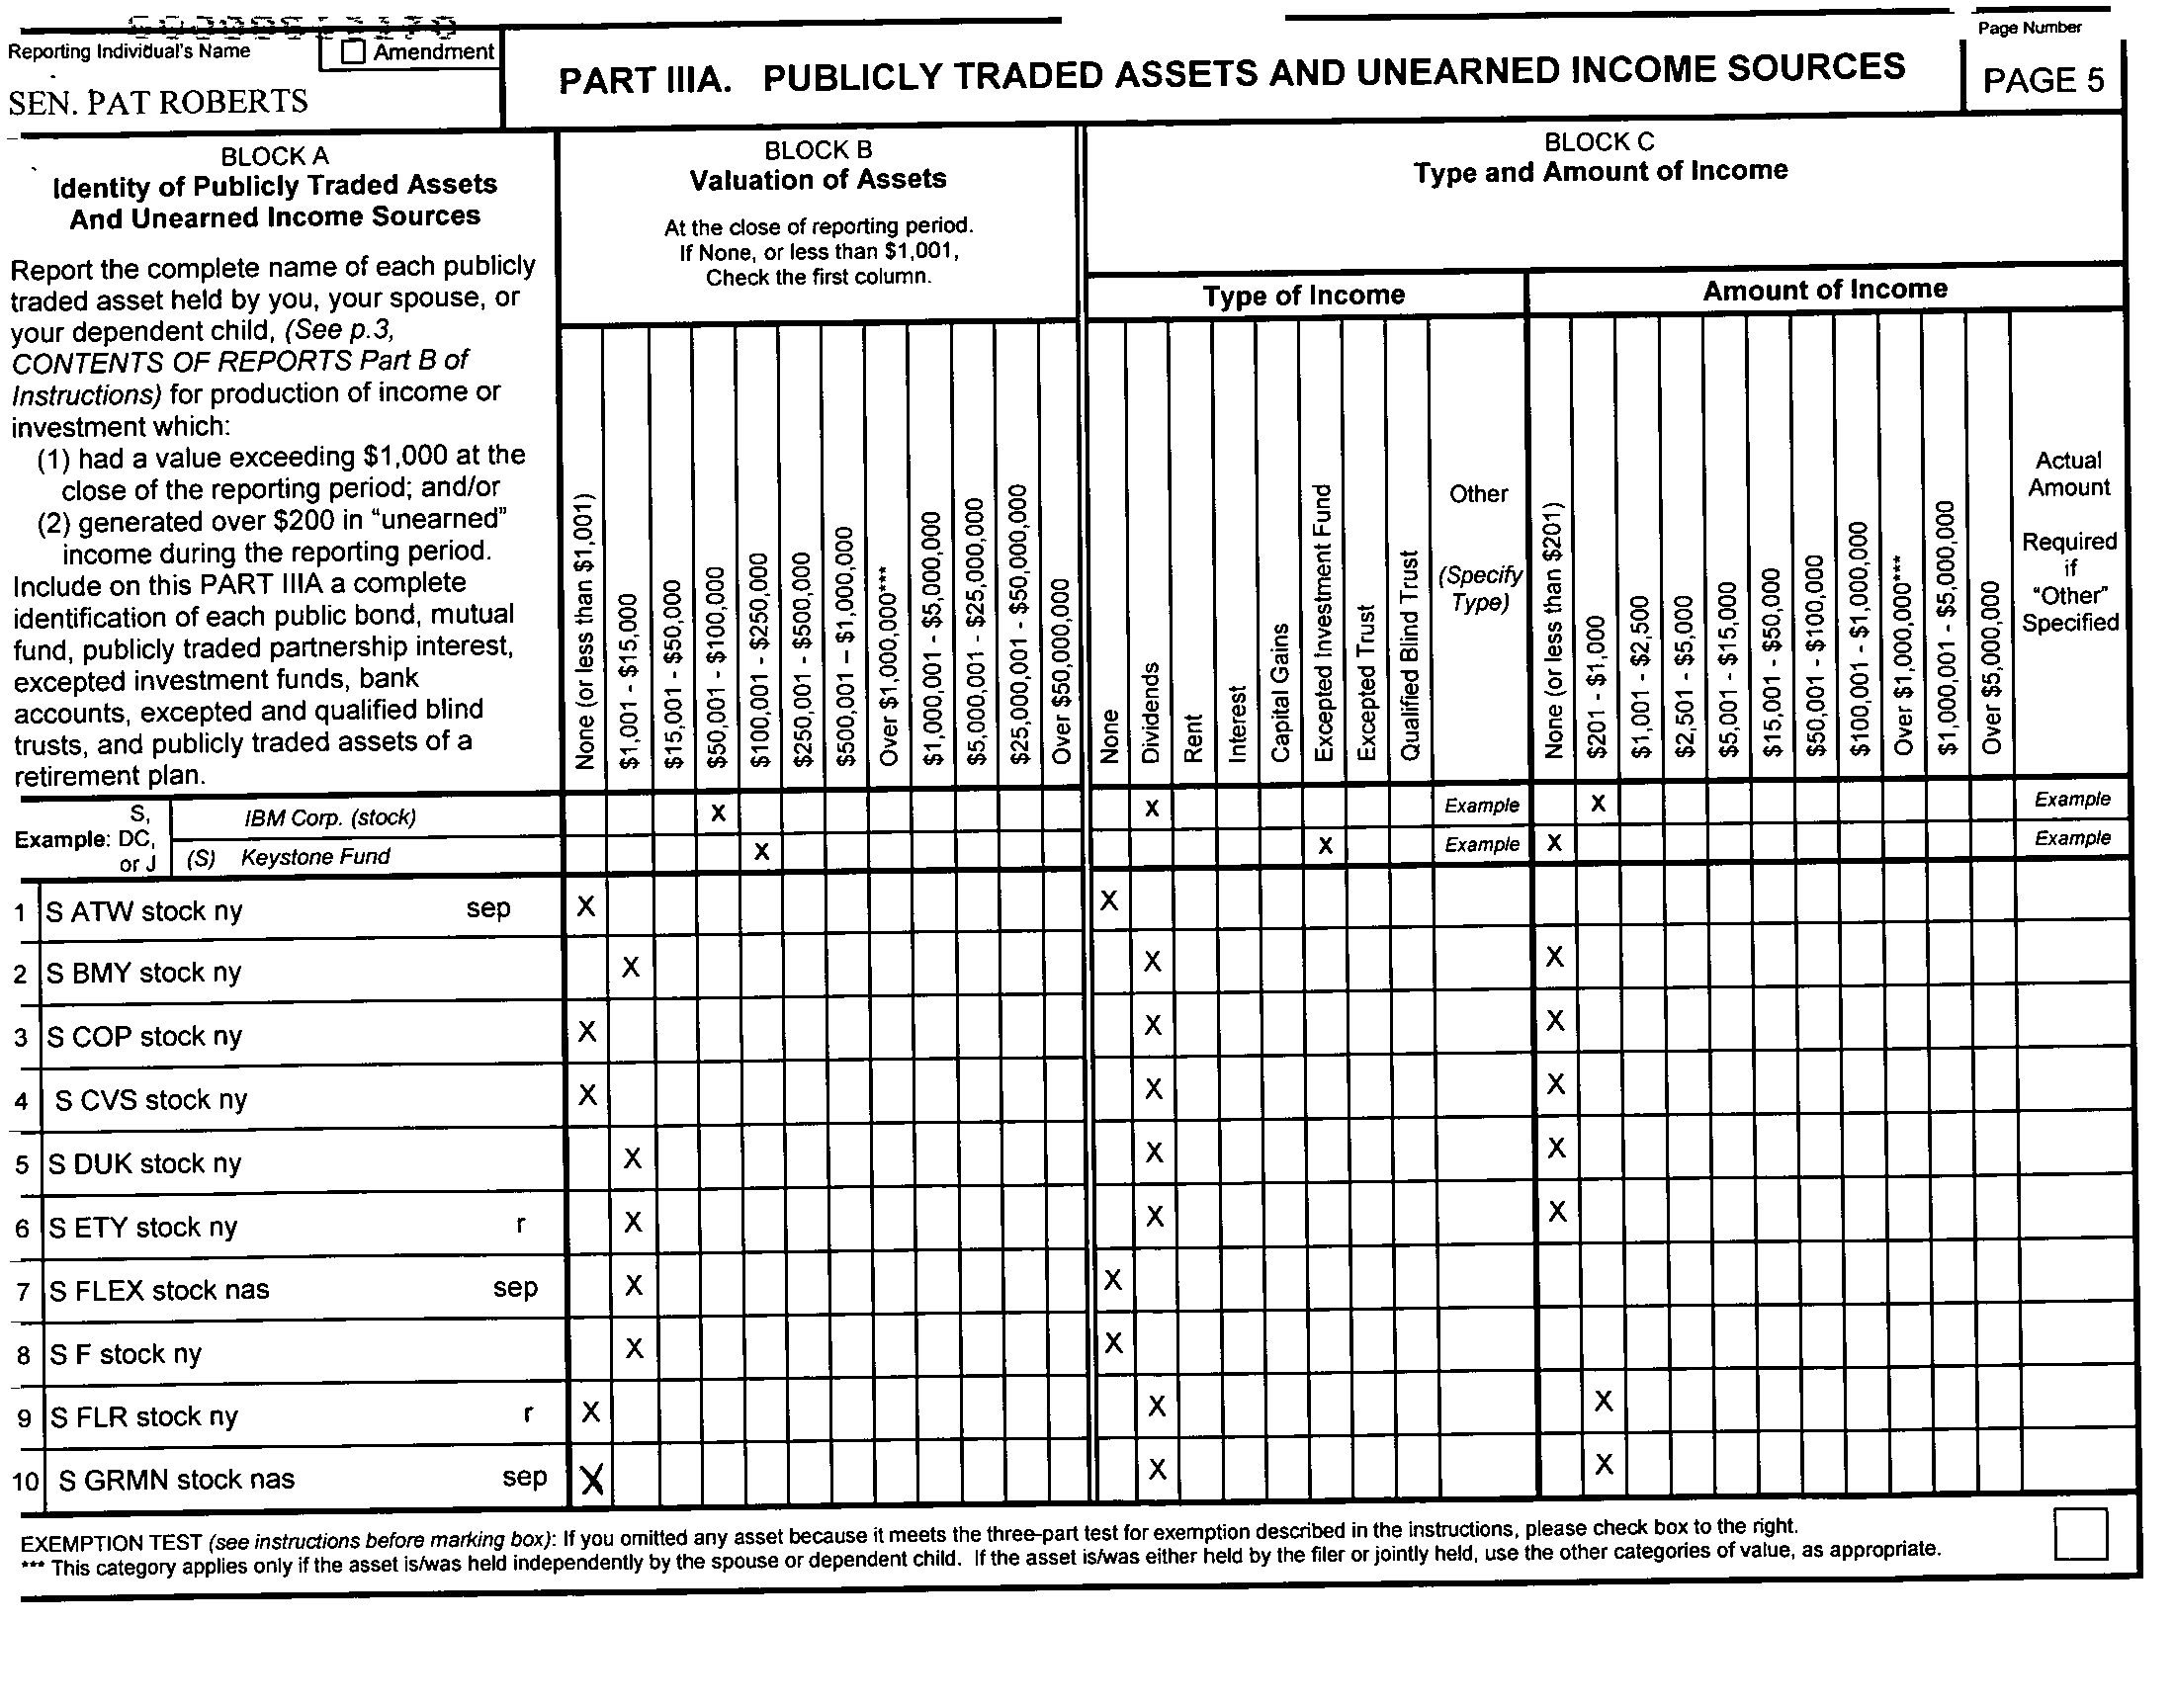 Reporting Individual's Name
Amendment
SEN. PAT ROBERTS
PART IIIA. PUBLICLY TRADED ASSETS AND UNEARNED INCOME SOURCES
Page Number
PAGE 5
BLOCK A
Identity of Publicly Traded Assets
And Unearned Income Sources
Report the complete name of each publicly
traded asset held by you, your spouse, or
your dependent child, (See p.3,
CONTENTS OF REPORTS Part B of
Instructions) for production of income or
investment which:
(1) had a value exceeding $1,000 at the
close of the reporting period; and/or
(2) generated over $200 in “unearned”
income during the reporting period.
Include on this PART IIIA a complete
identification of each public bond, mutual
fund, publicly traded partnership interest,
excepted investment funds, bank
accounts, excepted and qualified blind
trusts, and publicly traded assets of a
retirement plan.
BLOCK B
Valuation of Assets
At the close of reporting period.
If None, or less than $1,001,
Check the first column.
None (or less than $1,001)
$1,001 - $15,000
$15,001 - $50,000
$50,001 - $100,000
$100,001 - $250,000
$250,001 - $500,000
$500,001 – $1,000,000
Over $1,000,000***
$1,000,001 - $5,000,000
$5,000,001 - $25,000,000
$25,000,001 - $50,000,000
Over $50,000,000
BLOCK C
Type and Amount of Income
Type of Income
None
Dividends
Rent
Interest
Capital Gains
Excepted Investment Fund
Excepted Trust
Qualified Blind Trust
Other
(Specify
Type)
Amount of Income
None (or less than $201)
$201 - $1,000
$1,001 - $2,500
$2,501 - $5,000
$5,001 - $15,000
$15,001 - $50,000
$50,001 - $100,000
$100,001 - $1,000,000
Over $1,000,000***
$1,000,001 - $5,000,000
Over $5,000,000
Actual
Amount
Required
if
"Other"
Specified
Example: S, DC, or J
IBM Corp. (stock) X X Example X Example
(S) Keystone Fund X X Example X Example
1 S ATW stock ny sep X X
2 S BMY stock ny X X X
3 S COP stock ny X X X
4 S CVS stock ny X X X
5 S DUK stock ny X X X
6 S ETY stock ny r X X X
7 S FLEX stock nas sep X X
8 S F stock ny X X
9 S FLR stock ny r X X X
10 S GRMN stock nas sep X X X
EXEMPTION TEST (see instructions before marking box): If you omitted any asset because it meets the three-part test for exemption described in the instructions, please check box to the right.
*** This category applies only if the asset is/was held independently by the spouse or dependent child. If the asset is/was either held by the filer or jointly held, use the other categories of value, as appropriate.